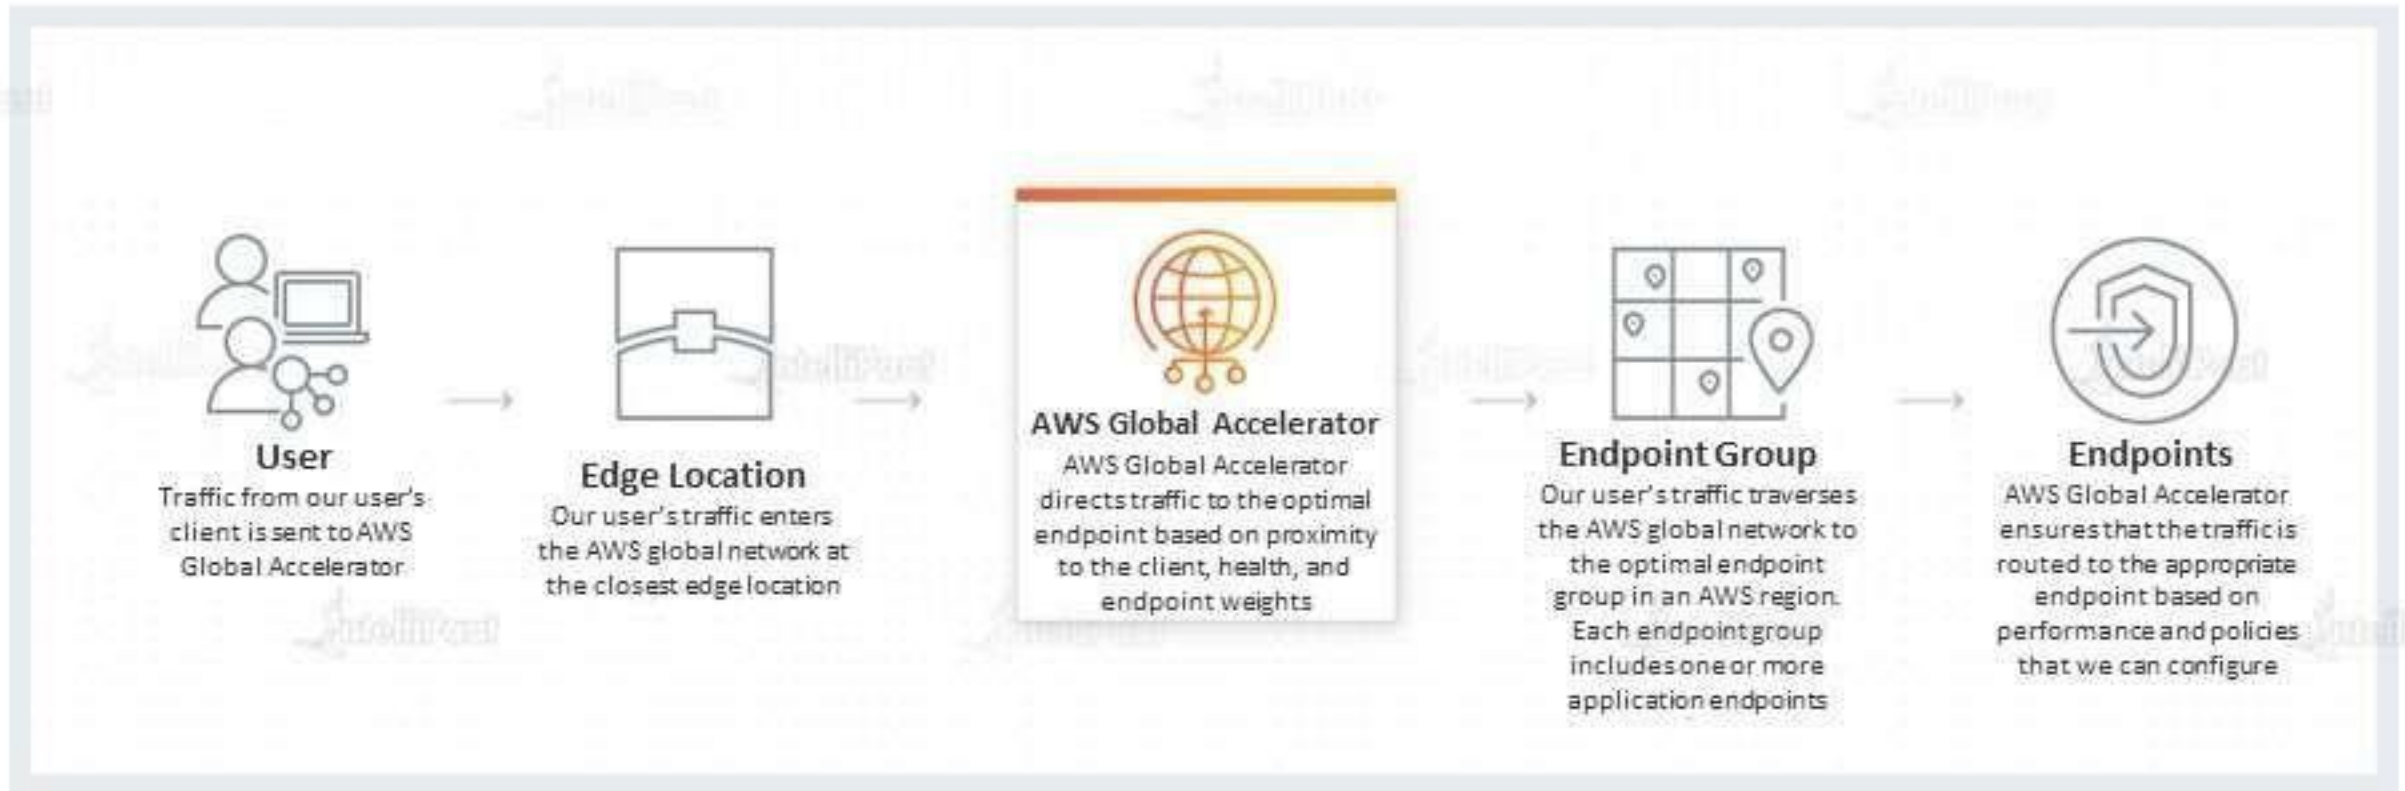 User
Traffic from our user's
client is sent to AWS
Global Accelerator
Edge Location
Our user's traffic enters
the AWS global network at
the closest edge location
AWS Global Accelerator
AWS Global Accelerator
directs traffic to the optimal
endpoint based on proximity
to the client, health, and
endpoint weights
Endpoint Group
Our user's traffic traverses
the AWS global network to
the optimal endpoint
group in an AWS region.
Each endpoint group
includes one or more
application endpoints
Endpoints
AWS Global Accelerator
ensures that the traffic is
routed to the appropriate
endpoint based on
performance and policies
that we can configure